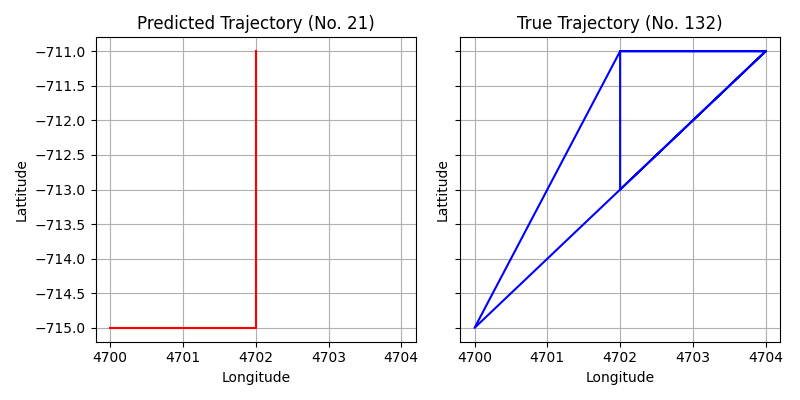 Predicted Trajectory (No. 21)
−711.0
−711.5
−712.0
−712.5
−713.0
−713.5
−714.0
−714.5
−715.0
Lattitude
4700 4701 4702 4703 4704
Longitude
True Trajectory (No. 132)
Lattitude
4700 4701 4702 4703 4704
Longitude